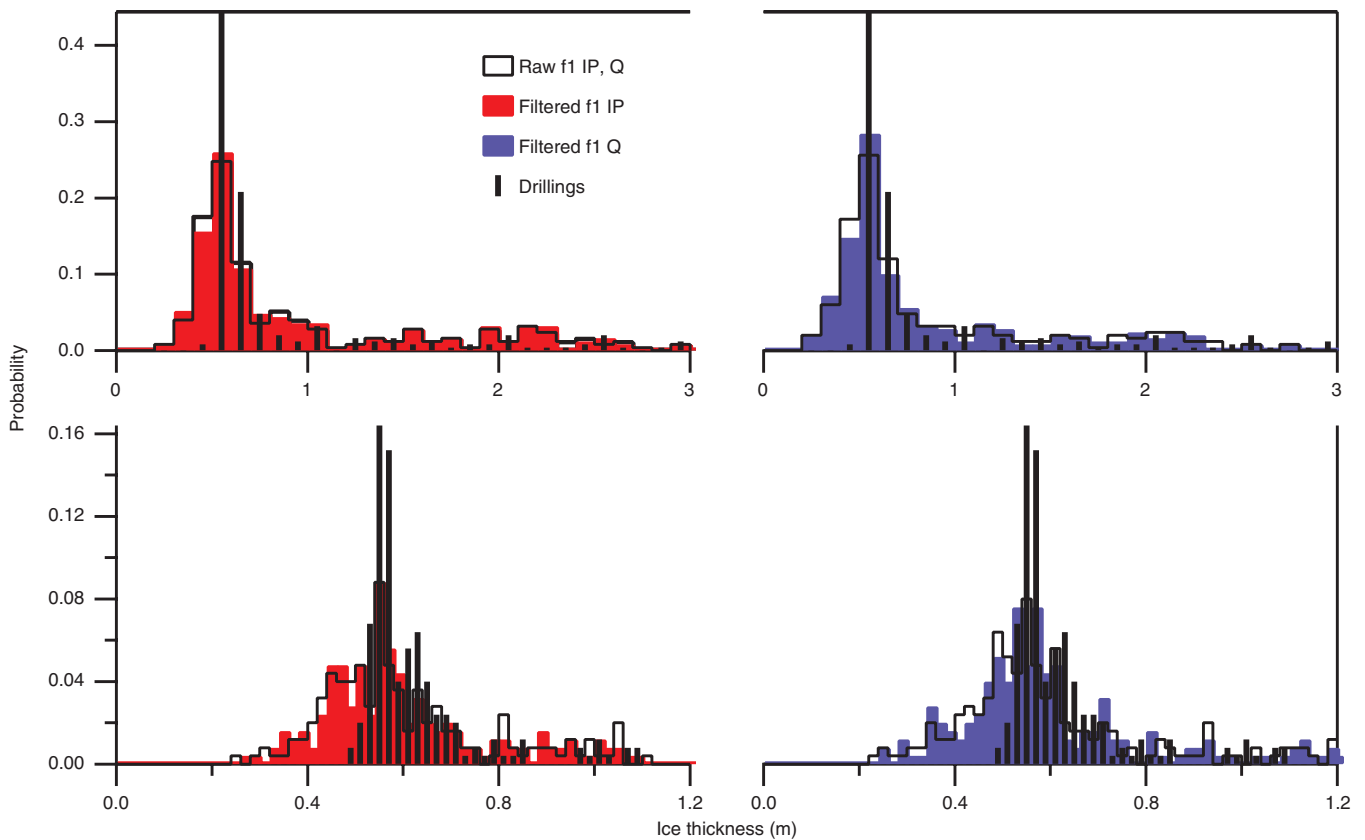 0.4
0.3
0.2
0.1
0.0
Raw f1 IP, Q
Filtered f1 IP
Filtered f1 Q
Drillings
0 1 2 3
0 1 2 3
Probability
0.16
0.12
0.08
0.04
0.00
0.0 0.4 0.8 1.2
0.0 0.4 0.8 1.2
Ice thickness (m)